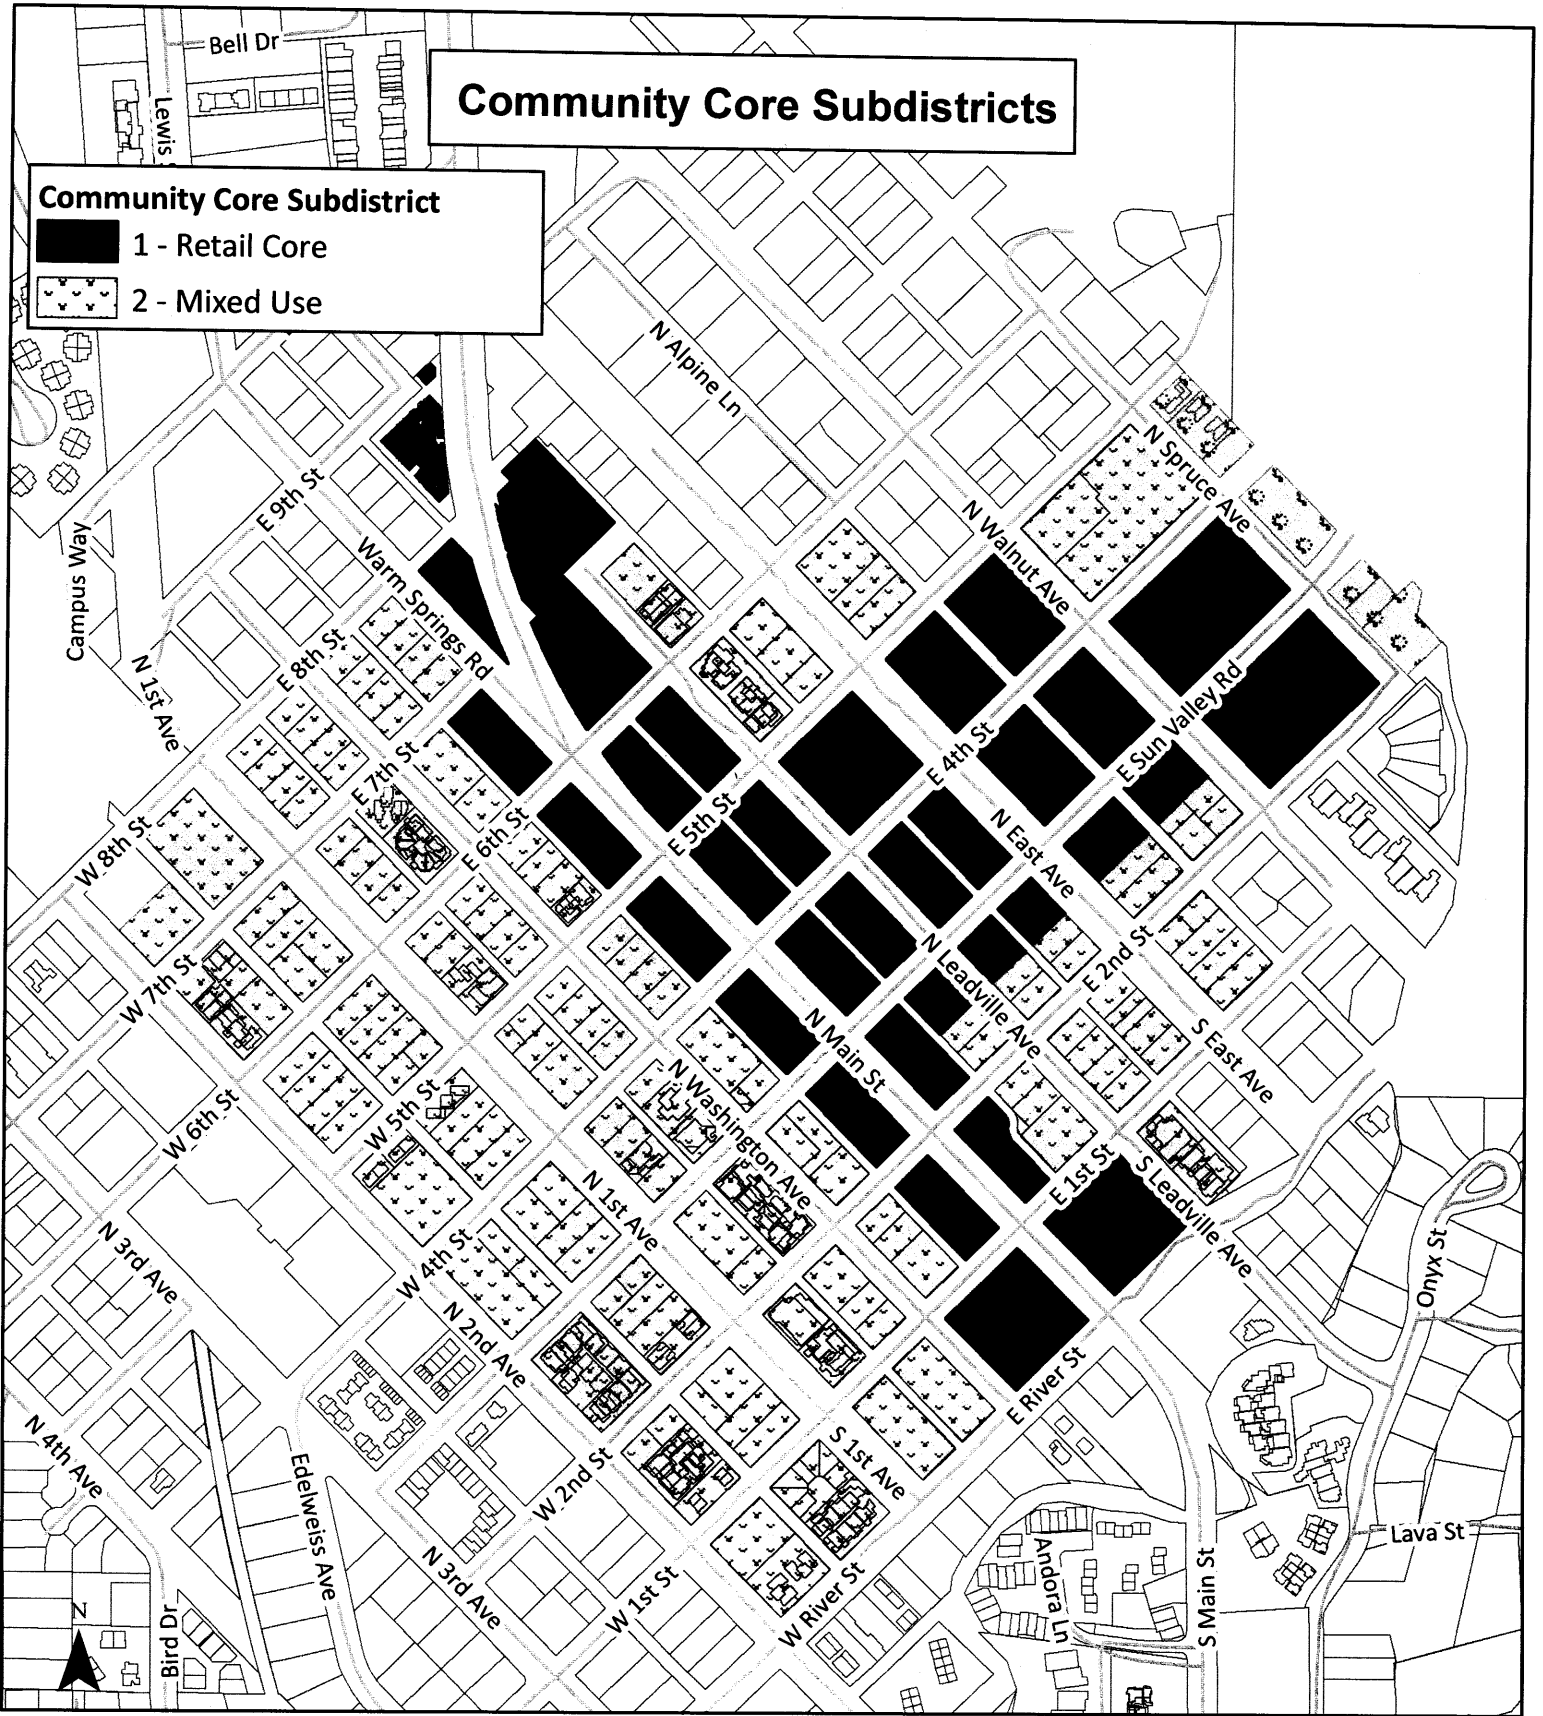 Bell Dr
Community Core Subdistricts
Lewis
Community Core Subdistrict
1 - Retail Core
2 - Mixed Use
N Alpine Ln
N Spruce Ave
E 9th St
N Walnut Ave
Campus Way
Warm Springs Rd
E 8th St
N 1st Ave
E Sun Valley Rd
E 7th St
E 4th St
E 5th St
E 6th St
N East Ave
W 8th St
E 2nd St
N Leadville Ave
W 7th St
N Main St
S East Ave
N Washington Ave
W 5th St
W 6th St
E 1st St
S Leadville Ave
N 1st Ave
N 3rd Ave
W 4th St
Onyx St
N 2nd Ave
E River St
S 1st Ave
N 4th Ave
W 2nd St
Edelweiss Ave
Lava St
N 3rd Ave
Andora Ln
S Main St
W 1st St
W River St
N
Bird Dr